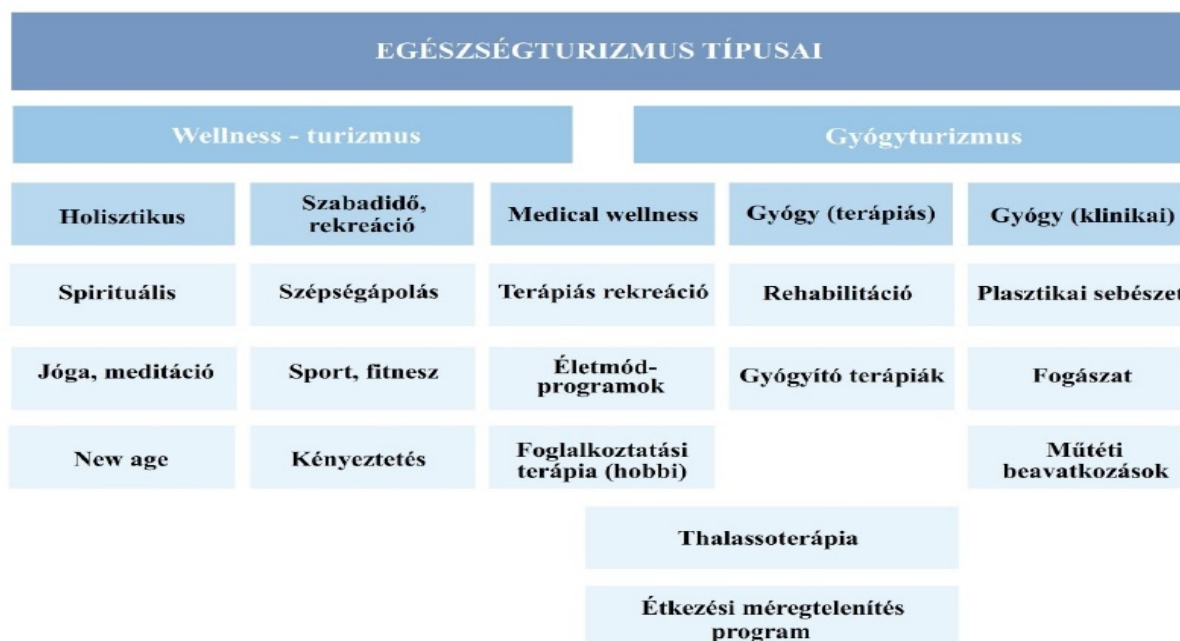 EGÉSZSÉGTURIZMUS TÍPUSAI
Wellness - turizmus
Gyógyturizmus
Holisztikus
Szabadidő,
rekreáció
Medical wellness
Gyógy (terápiás)
Gyógy (klinikai)
Spirituális
Szépségápolás
Terápiás rekreáció
Rehabilitáció
Plasztikai sebészet
Jóga, meditáció
Sport, fitnesz
Életmód-
programok
Gyógyító terápiák
Fogászat
New age
Kényeztetés
Foglalkoztatási
terápia (hobbi)
Műtéti
beavatkozások
Thalassoterápia
Étkezési méregtelenítés
program